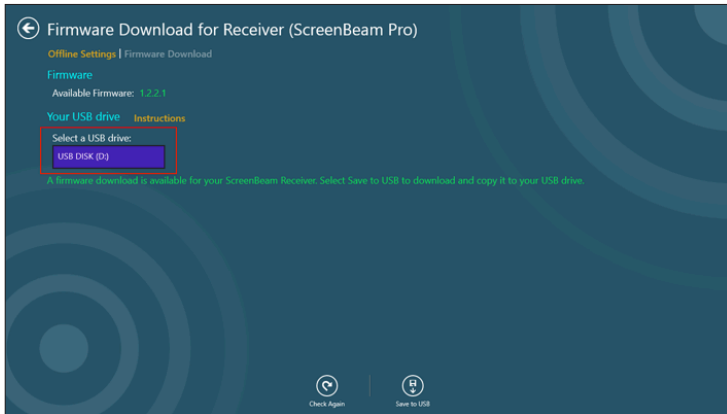 Firmware Download for Receiver (ScreenBeam Pro)
Offline Settings | Firmware Download
Firmware
Available Firmware: 1.2.2.1
Your USB drive Instructions
Select a USB drive:
USB DISK (D:)
A firmware download is available for your ScreenBeam Receiver. Select Save to USB to download and copy it to your USB drive.
Check Again Save to USB